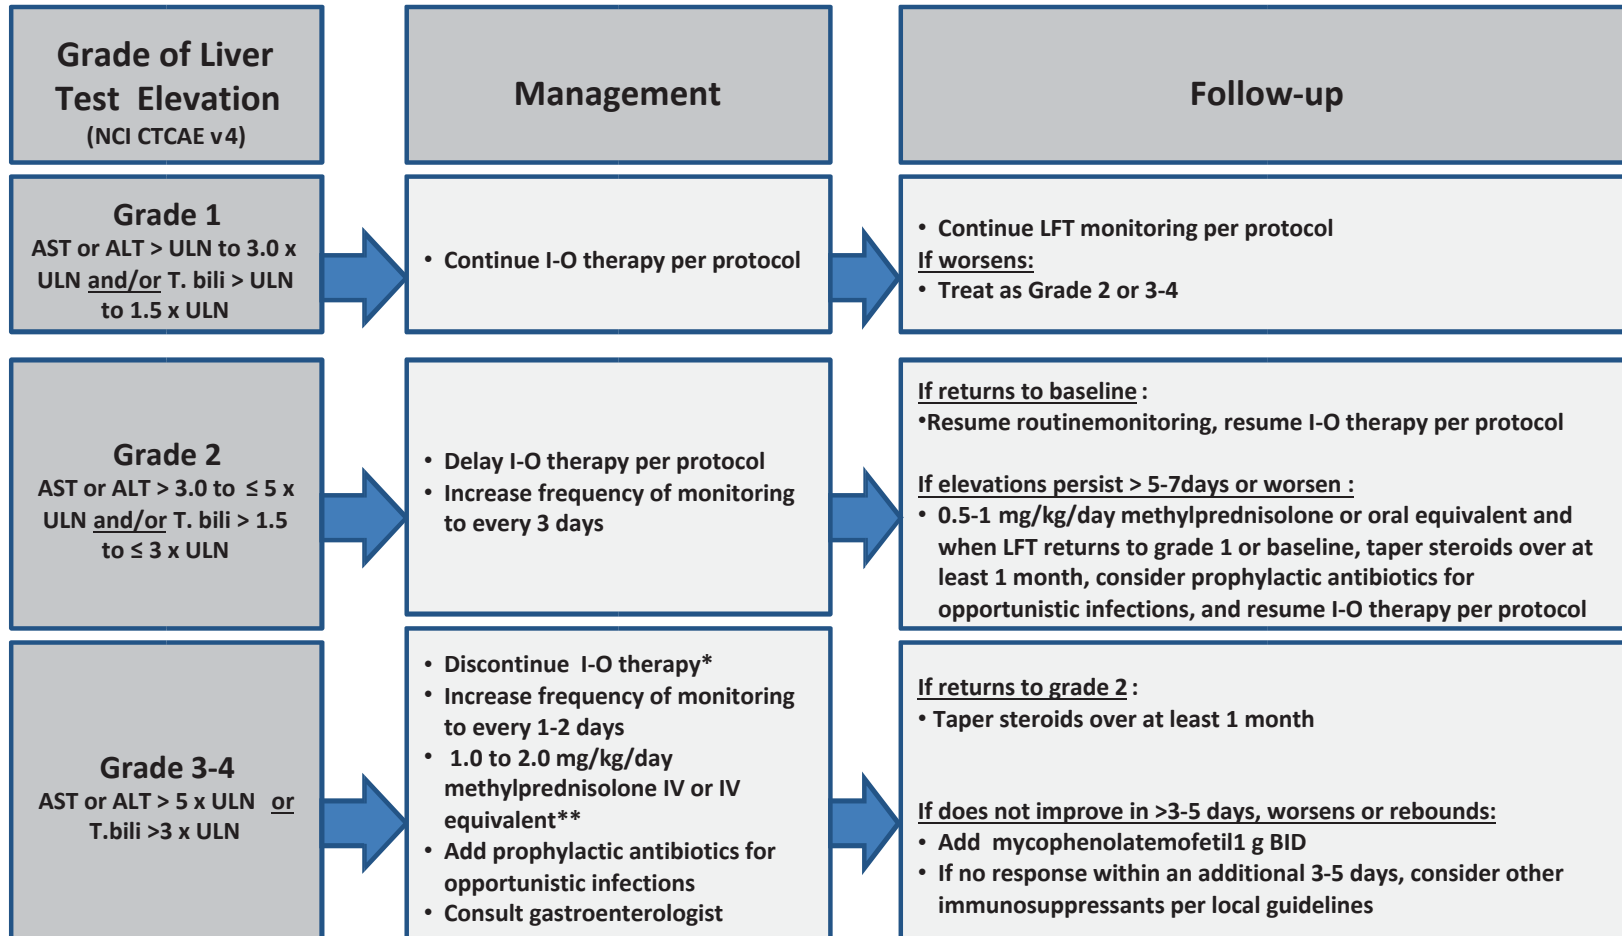 Grade of Liver
Test Elevation
(NCI CTCAE v4)
Management
Follow-up
Grade 1
AST or ALT > ULN to 3.0 x
ULN and/or T. bili > ULN
to 1.5 x ULN
• Continue I-O therapy per protocol
• Continue LFT monitoring per protocol
If worsens:
• Treat as Grade 2 or 3-4
Grade 2
AST or ALT > 3.0 to ≤ 5 x
ULN and/or T. bili > 1.5
to ≤ 3 x ULN
• Delay I-O therapy per protocol
• Increase frequency of monitoring
to every 3 days
If returns to baseline :
•Resume routinemonitoring, resume I-O therapy per protocol
If elevations persist > 5-7days or worsen :
• 0.5-1 mg/kg/day methylprednisolone or oral equivalent and
when LFT returns to grade 1 or baseline, taper steroids over at
least 1 month, consider prophylactic antibiotics for
opportunistic infections, and resume I-O therapy per protocol
Grade 3-4
AST or ALT > 5 x ULN or
T.bili >3 x ULN
• Discontinue I-O therapy*
• Increase frequency of monitoring
to every 1-2 days
• 1.0 to 2.0 mg/kg/day
methylprednisolone IV or IV
equivalent**
• Add prophylactic antibiotics for
opportunistic infections
• Consult gastroenterologist
If returns to grade 2 :
• Taper steroids over at least 1 month
If does not improve in >3-5 days, worsens or rebounds:
• Add mycophenolatemofetil1 g BID
• If no response within an additional 3-5 days, consider other
immunosuppressants per local guidelines